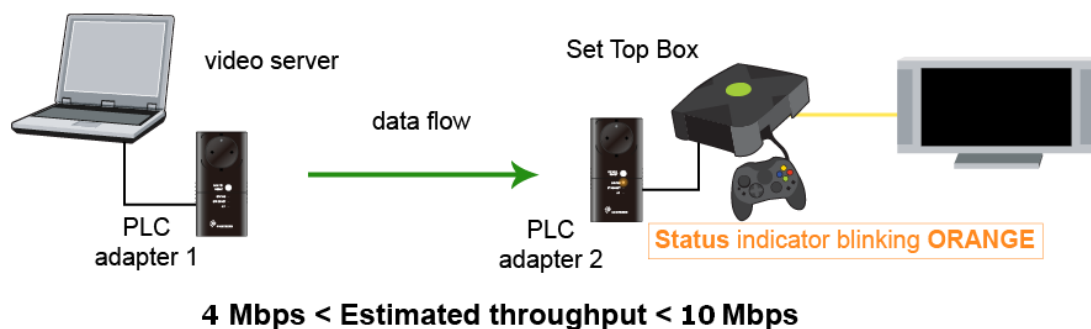 video server
Set Top Box
data flow
PLC
adapter 1
PLC
adapter 2
Status indicator blinking ORANGE
4 Mbps < Estimated throughput < 10 Mbps